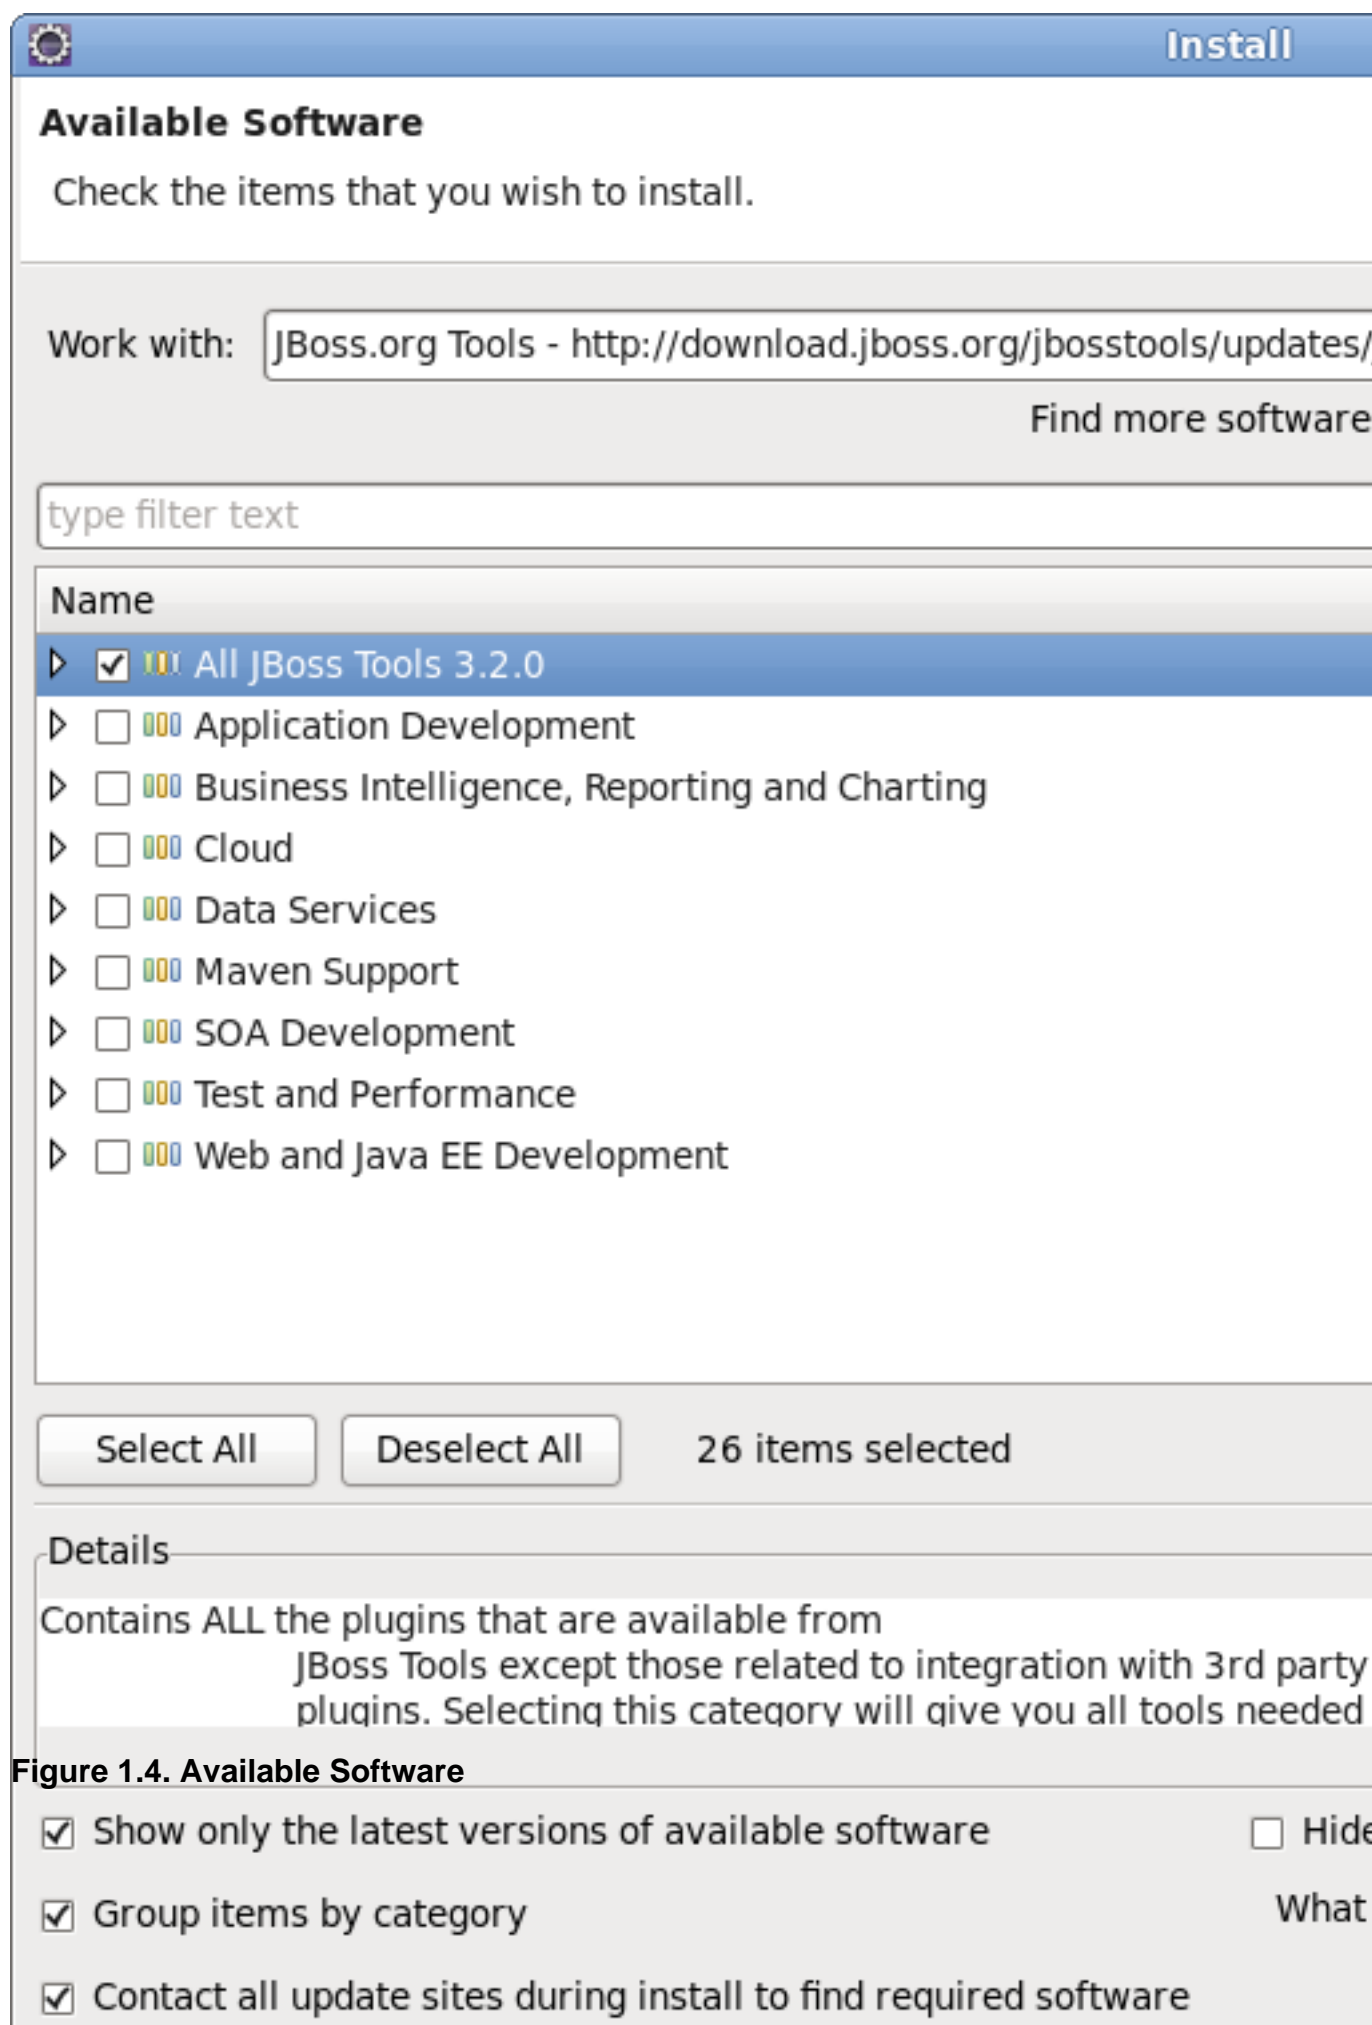 Install
Available Software
Check the items that you wish to install.
Work with: JBoss.org Tools - http://download.jboss.org/jbosstools/updates/
Find more software
type filter text
Name
All JBoss Tools 3.2.0
Application Development
Business Intelligence, Reporting and Charting
Cloud
Data Services
Maven Support
SOA Development
Test and Performance
Web and Java EE Development
Select All Deselect All 26 items selected
Details
Contains ALL the plugins that are available from
JBoss Tools except those related to integration with 3rd party
plugins. Selecting this category will give you all tools needed
Figure 1.4. Available Software
Show only the latest versions of available software
Group items by category What
Contact all update sites during install to find required software